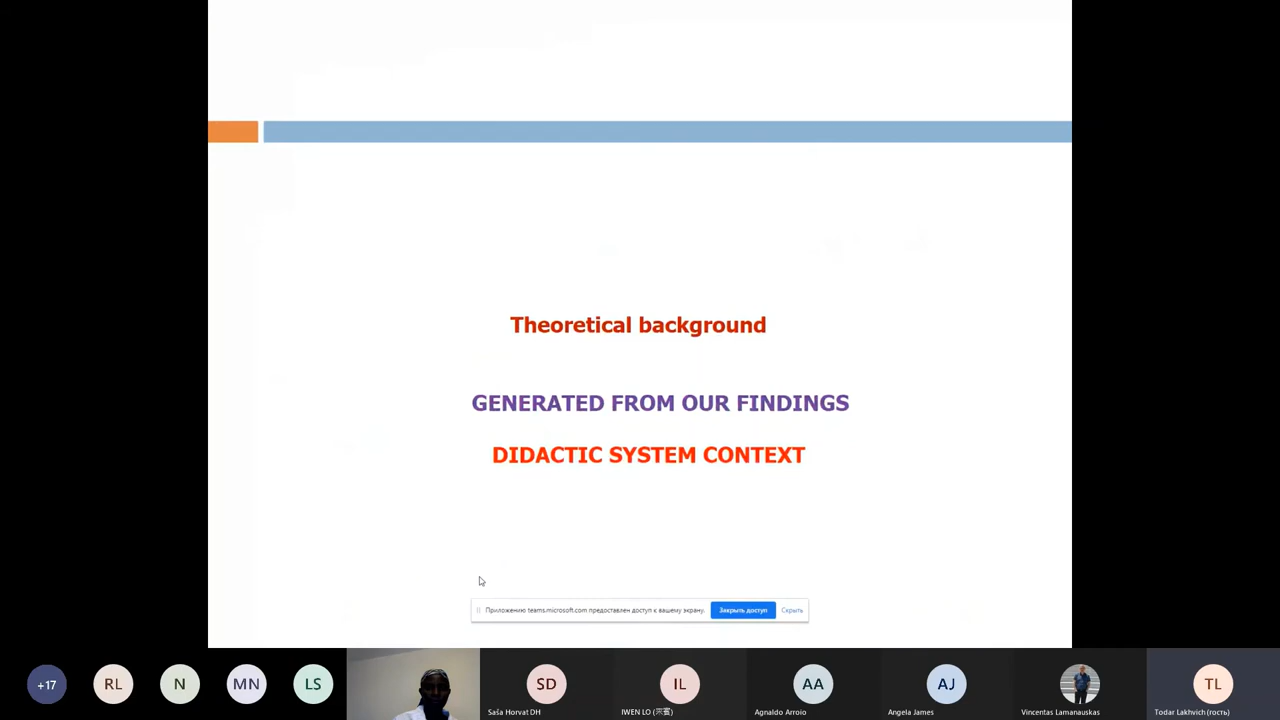 Theoretical background
GENERATED FROM OUR FINDINGS
DIDACTIC SYSTEM CONTEXT
Приложению teams.microsoft.com предоставлен доступ к вашему экрану.
Закрыть доступ
Скрыть
+17
RL
N
MN
LS
SD
IL
AA
AJ
TL
Saša Horvat DH
IWEN LO
Agnaldo Arroio
Angela James
Vincentas Lamanauskas
Todar Lakhvich (гость)